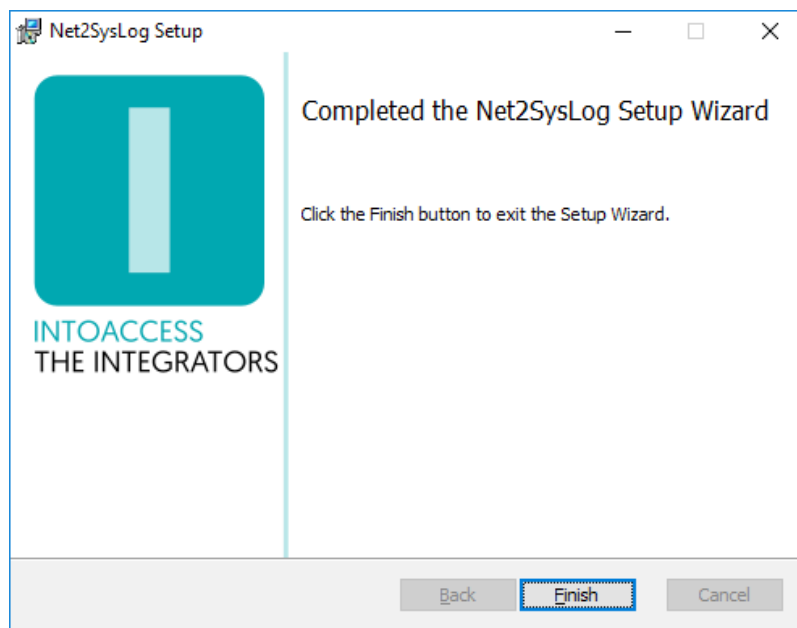 Net2SysLog Setup
Completed the Net2SysLog Setup Wizard
Click the Finish button to exit the Setup Wizard.
INTOACCESS
THE INTEGRATORS
Back
Finish
Cancel